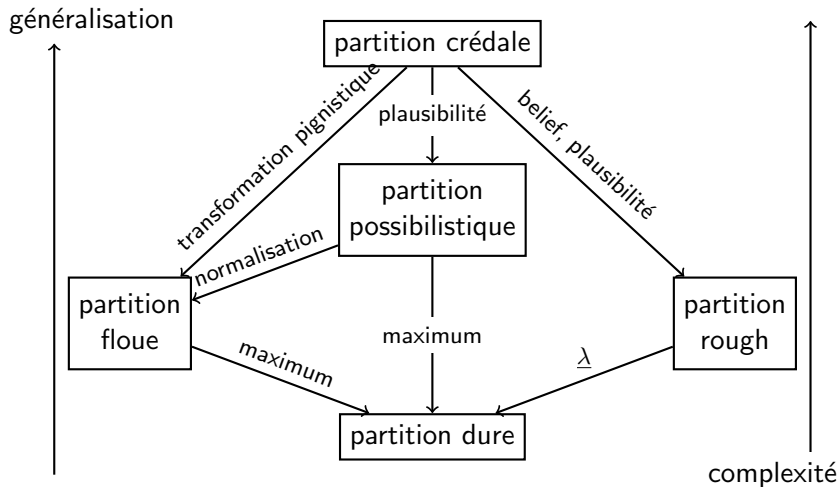 généralisation
partition crédale
transformation pignistique
plausibilité
belief, plausibilité
partition
possibilistique
normalisation
partition
floue
partition
rough
maximum
maximum
λ
partition dure
complexité